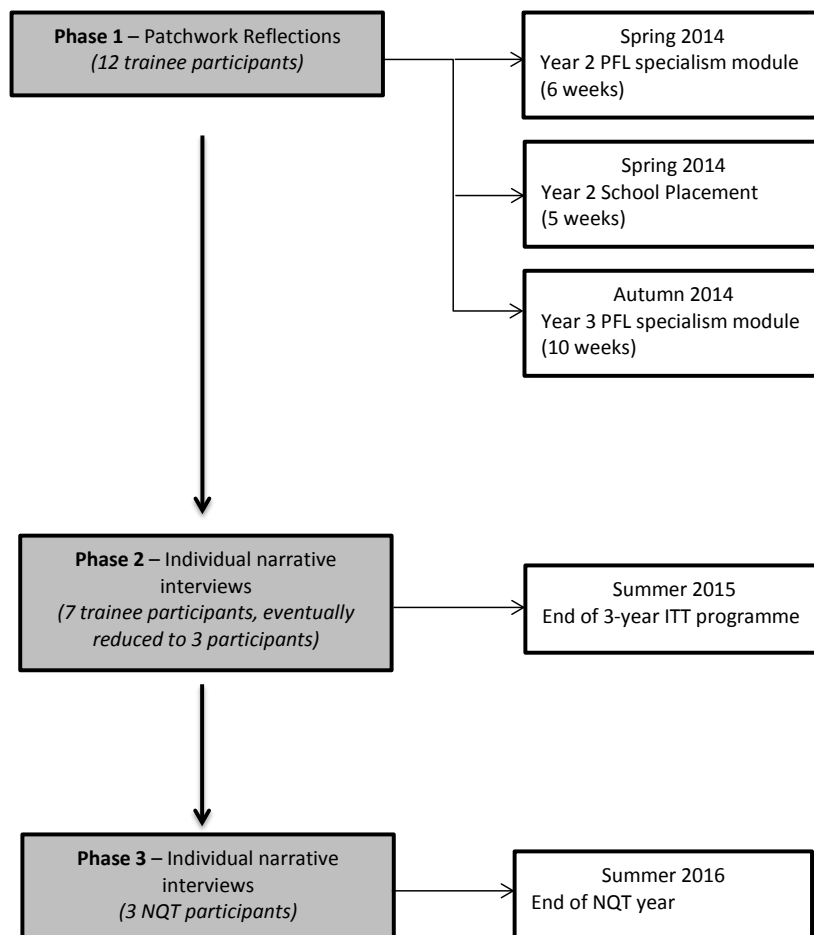 Phase 1 – Patchwork Reflections
(12 trainee participants)
Spring 2014
Year 2 PFL specialism module
(6 weeks)
Spring 2014
Year 2 School Placement
(5 weeks)
Autumn 2014
Year 3 PFL specialism module
(10 weeks)
Phase 2 – Individual narrative
interviews
(7 trainee participants, eventually
reduced to 3 participants)
Summer 2015
End of 3-year ITT programme
Phase 3 – Individual narrative
interviews
(3 NQT participants)
Summer 2016
End of NQT year